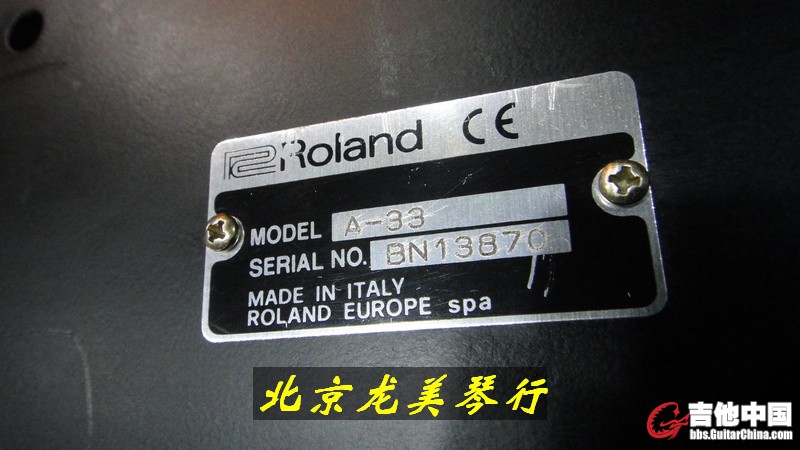 Roland CE
MODEL A-33
SERIAL NO. BN13870
MADE IN ITALY
ROLAND EUROPE spa
北京龙美琴行
吉他中国
bbs.GuitarChina.com